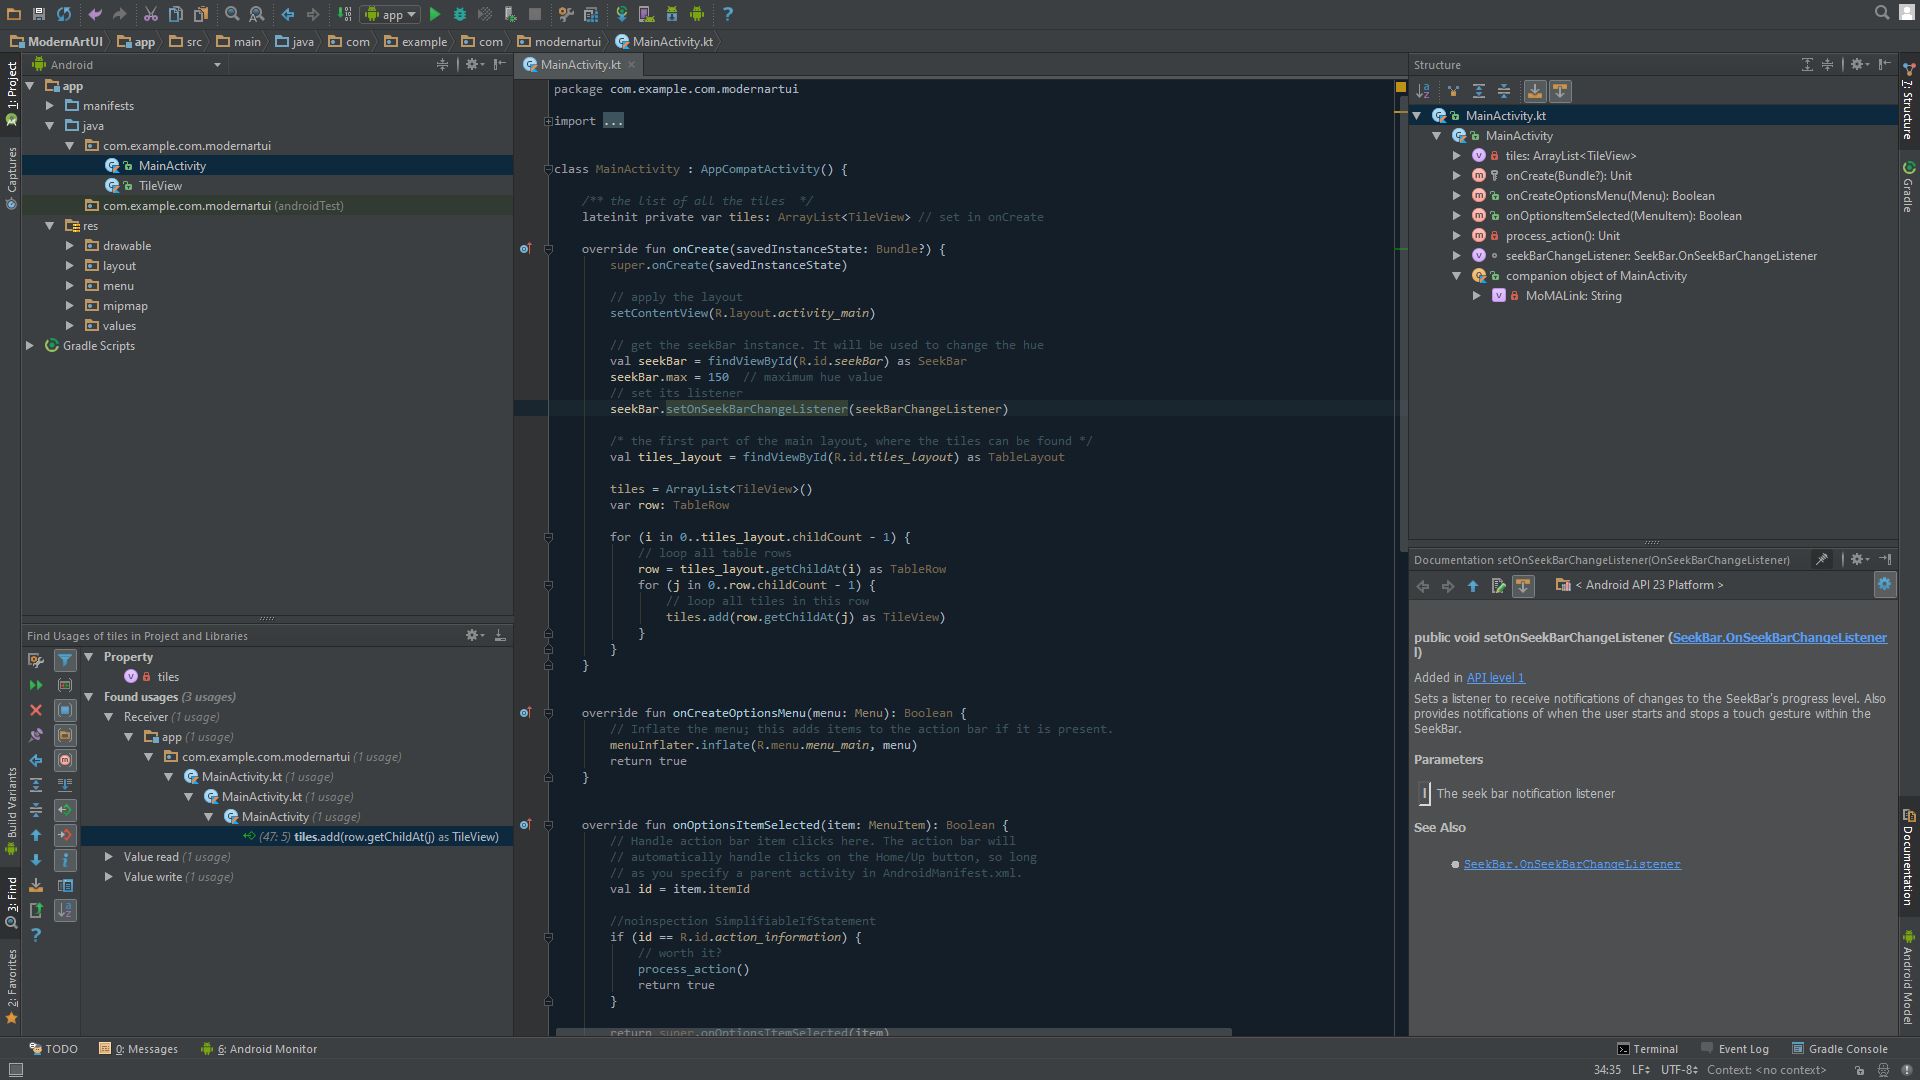 app
ModernArtUI
app
src
main
java
com
example
com
modernartui
MainActivity.kt
1: Project
Captures
Build Variants
3: Find
2: Favorites
Android
app
manifests
java
com.example.com.modernartui
MainActivity
TileView
com.example.com.modernartui (androidTest)
res
drawable
layout
menu
mipmap
values
Gradle Scripts
Find Usages of tiles in Project and Libraries
Property
tiles
Found usages (3 usages)
Receiver (1 usage)
app (1 usage)
com.example.com.modernartui (1 usage)
MainActivity.kt (1 usage)
MainActivity.kt (1 usage)
MainActivity (1 usage)
(47: 5) tiles.add(row.getChildAt(j) as TileView)
Value read (1 usage)
Value write (1 usage)
MainActivity.kt
package com.example.com.modernartui
import ...
class MainActivity : AppCompatActivity() {
/** the list of all the tiles */
lateinit private var tiles: ArrayList<TileView> // set in onCreate
override fun onCreate(savedInstanceState: Bundle?) {
super.onCreate(savedInstanceState)
// apply the layout
setContentView(R.layout.activity_main)
// get the seekBar instance. It will be used to change the hue
val seekBar = findViewById(R.id.seekBar) as SeekBar
seekBar.max = 150 // maximum hue value
// set its listener
seekBar.setOnSeekBarChangeListener(seekBarChangeListener)
/* the first part of the main layout, where the tiles can be found */
val tiles_layout = findViewById(R.id.tiles_layout) as TableLayout
tiles = ArrayList<TileView>()
var row: TableRow
for (i in 0..tiles_layout.childCount - 1) {
// loop all table rows
row = tiles_layout.getChildAt(i) as TableRow
for (j in 0..row.childCount - 1) {
// loop all tiles in this row
tiles.add(row.getChildAt(j) as TileView)
}
}
}
override fun onCreateOptionsMenu(menu: Menu): Boolean {
// Inflate the menu; this adds items to the action bar if it is present.
menuInflater.inflate(R.menu.menu_main, menu)
return true
}
override fun onOptionsItemSelected(item: MenuItem): Boolean {
// Handle action bar item clicks here. The action bar will
// automatically handle clicks on the Home/Up button, so long
// as you specify a parent activity in AndroidManifest.xml.
val id = item.itemId
//noinspection SimplifiableIfStatement
if (id == R.id.action_information) {
// worth it?
process_action()
return true
}
return super.onOptionsItemSelected(item)
Structure
MainActivity.kt
MainActivity
tiles: ArrayList<TileView>
onCreate(Bundle?): Unit
onCreateOptionsMenu(Menu): Boolean
onOptionsItemSelected(MenuItem): Boolean
process_action(): Unit
seekBarChangeListener: SeekBar.OnSeekBarChangeListener
companion object of MainActivity
MoMALink: String
Documentation setOnSeekBarChangeListener(OnSeekBarChangeListener)
< Android API 23 Platform >
public void setOnSeekBarChangeListener (SeekBar.OnSeekBarChangeListener
l)
Added in API level 1
Sets a listener to receive notifications of changes to the SeekBar's progress level. Also
provides notifications of when the user starts and stops a touch gesture within the
SeekBar.
Parameters
l The seek bar notification listener
See Also
SeekBar.OnSeekBarChangeListener
7: Structure
Gradle
Documentation
Android Model
TODO
0: Messages
6: Android Monitor
Terminal
Event Log
Gradle Console
34:35 LF UTF-8 Context: <no context>